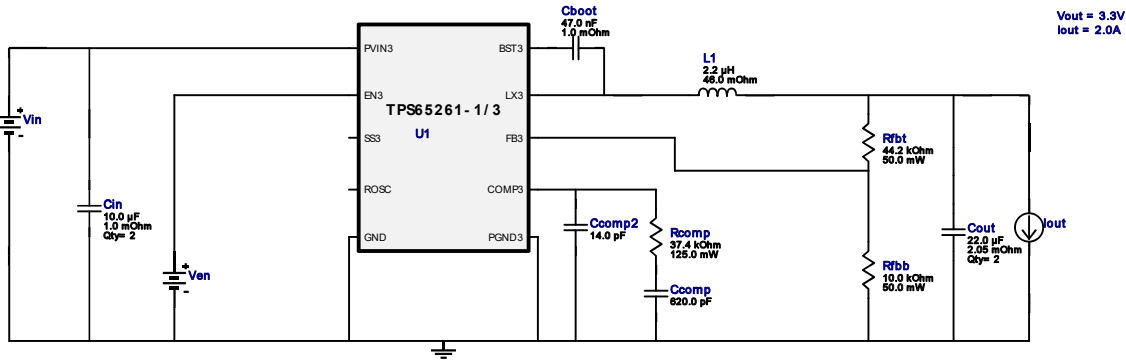 Vout = 3.3V
Iout = 2.0A
Cboot
47.0 nF
1.0 mOhm
PVIN3
BST3
L1
2.2 µH
46.0 mOhm
EN3
LX3
TPS65261-1/3
U1
Vin
+
-
SS3
FB3
Rfbt
44.2 kOhm
50.0 mW
ROSC
COMP3
Cin
10.0 µF
1.0 mOhm
Qty= 2
Ccomp2
14.0 pF
Rcomp
37.4 kOhm
125.0 mW
Cout
22.0 µF
2.05 mOhm
Qty= 2
Iout
GND
PGND3
Ven
+
-
Rfbb
10.0 kOhm
50.0 mW
Ccomp
620.0 pF